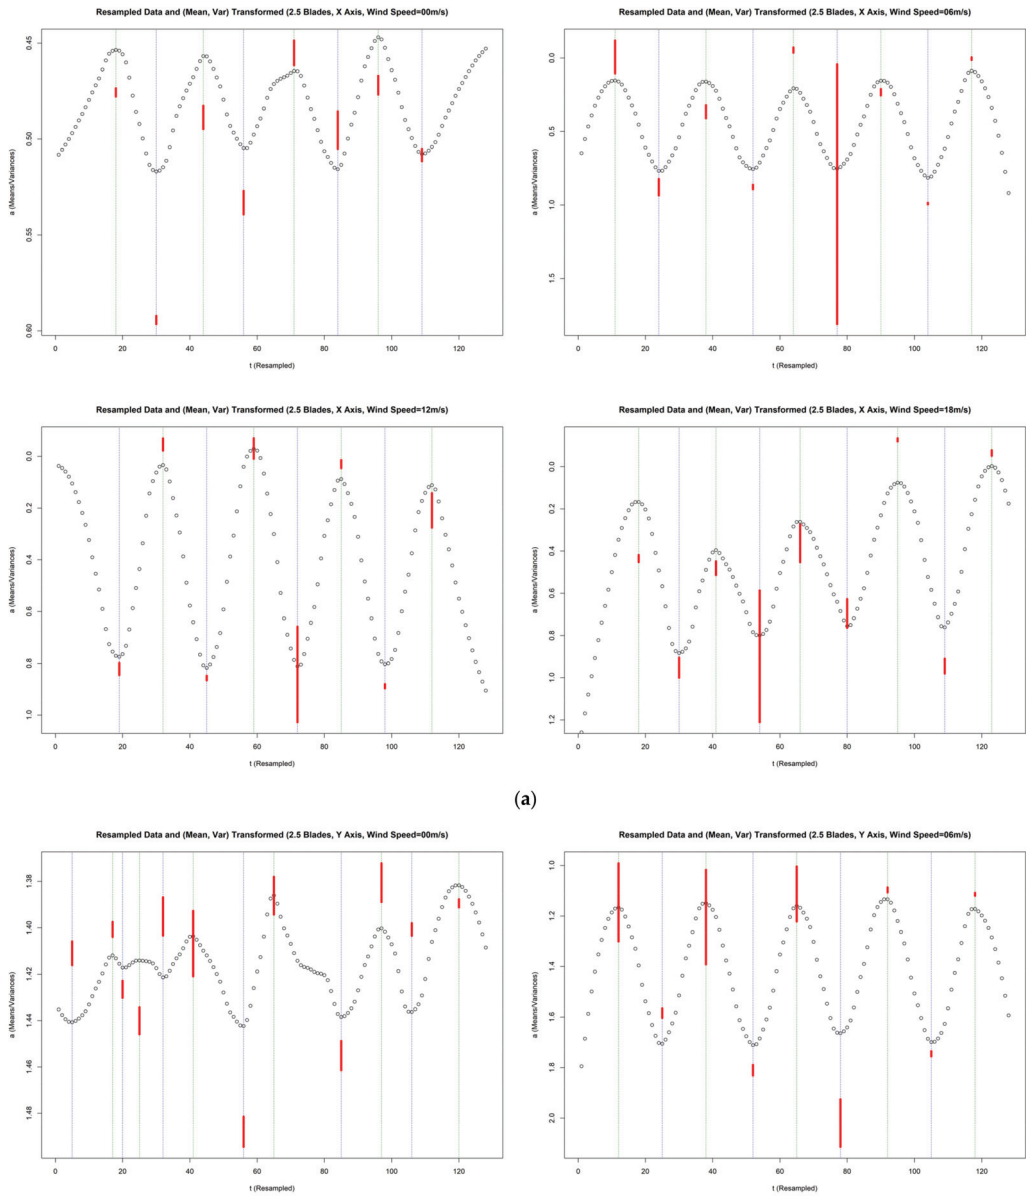 Resampled Data and (Mean, Var) Transformed (2.5 Blades, X Axis, Wind Speed=00m/s)
a (Means/Variances)
0.45
0.50
0.55
0.60
0 20 40 60 80 100 120
t (Resampled)
Resampled Data and (Mean, Var) Transformed (2.5 Blades, X Axis, Wind Speed=06m/s)
a (Means/Variances)
0.0
0.5
1.0
1.5
0 20 40 60 80 100 120
t (Resampled)
Resampled Data and (Mean, Var) Transformed (2.5 Blades, X Axis, Wind Speed=12m/s)
a (Means/Variances)
0.0
0.2
0.4
0.6
0.8
1.0
0 20 40 60 80 100 120
t (Resampled)
Resampled Data and (Mean, Var) Transformed (2.5 Blades, X Axis, Wind Speed=18m/s)
a (Means/Variances)
0.0
0.2
0.4
0.6
0.8
1.0
1.2
0 20 40 60 80 100 120
t (Resampled)
(a)
Resampled Data and (Mean, Var) Transformed (2.5 Blades, Y Axis, Wind Speed=00m/s)
a (Means/Variances)
1.38
1.40
1.42
1.44
1.46
1.48
0 20 40 60 80 100 120
t (Resampled)
Resampled Data and (Mean, Var) Transformed (2.5 Blades, Y Axis, Wind Speed=06m/s)
a (Means/Variances)
1.0
1.2
1.4
1.6
1.8
2.0
0 20 40 60 80 100 120
t (Resampled)